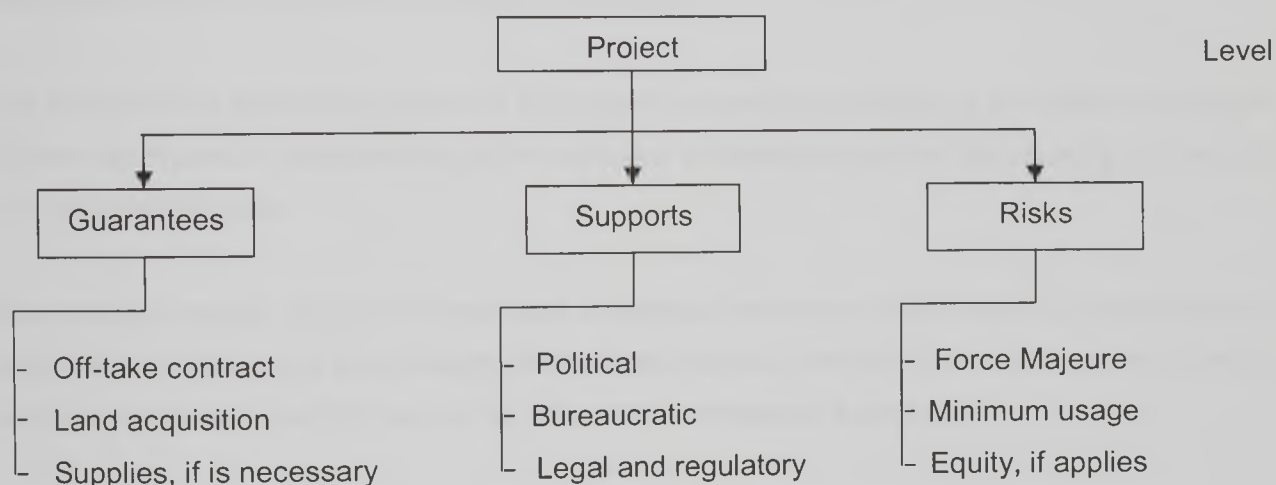 Project
Level
Guarantees
Supports
Risks
- Off-take contract
- Land acquisition
- Supplies, if is necessary
- Political
- Bureaucratic
- Legal and regulatory
- Force Majeure
- Minimum usage
- Equity, if applies